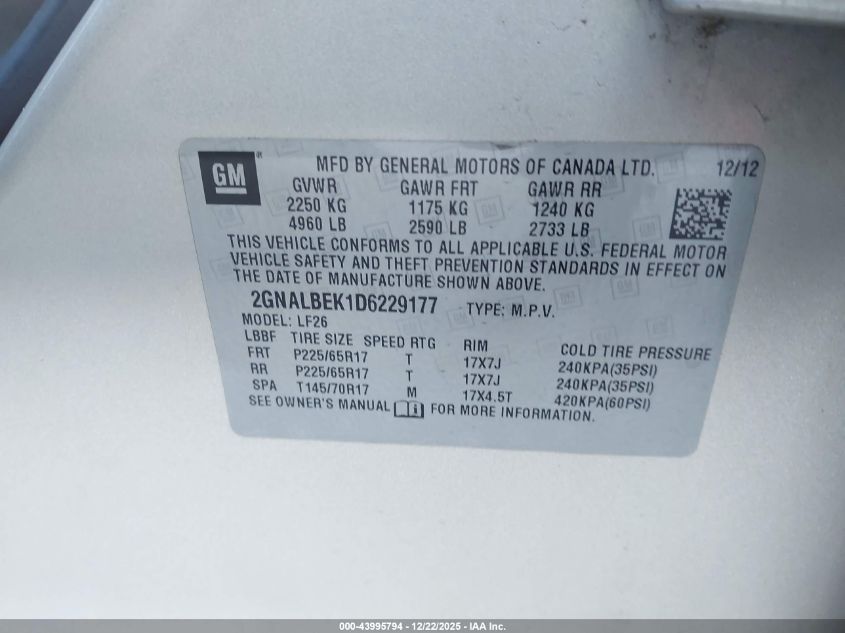 GM® MFD BY GENERAL MOTORS OF CANADA LTD. 12/12
GVWR GAWR FRT GAWR RR
2250 KG 1175 KG 1240 KG
4960 LB 2590 LB 2733 LB
THIS VEHICLE CONFORMS TO ALL APPLICABLE U.S. FEDERAL MOTOR
VEHICLE SAFETY AND THEFT PREVENTION STANDARDS IN EFFECT ON
THE DATE OF MANUFACTURE SHOWN ABOVE.
2GNALBEK1D6229177 TYPE: M.P.V.
MODEL: LF26
LBBF TIRE SIZE SPEED RTG RIM COLD TIRE PRESSURE
FRT P225/65R17 T 17X7J 240KPA(35PSI)
RR P225/65R17 T 17X7J 240KPA(35PSI)
SPA T145/70R17 M 17X4.5T 420KPA(60PSI)
SEE OWNER'S MANUAL FOR MORE INFORMATION.
000-43995794 - 12/22/2025 - IAA Inc.